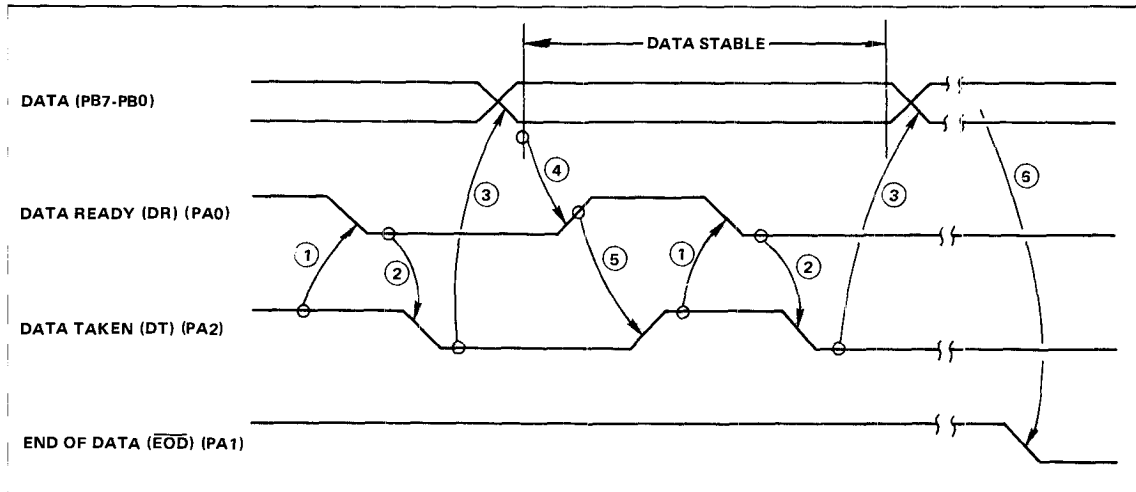 DATA STABLE
DATA (PB7-PB0)
4
3
3
6
DATA READY (DR) (PA0)
1
2
5
1
2
DATA TAKEN (DT) (PA2)
END OF DATA (EOD) (PA1)